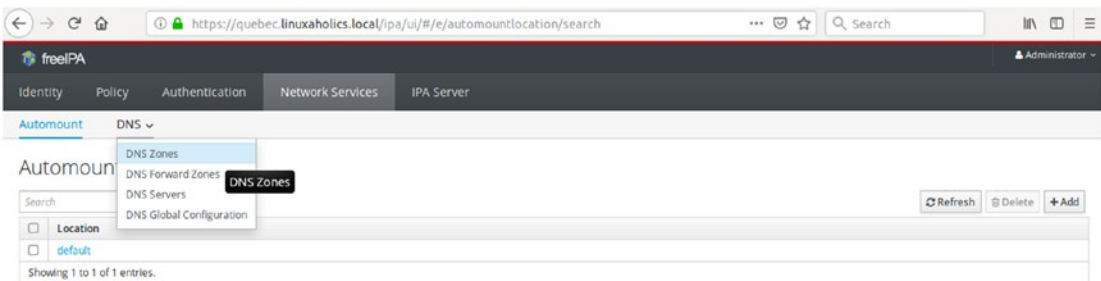 https://quebec.linuxaholics.local/ipa/ui/#/e/automountlocation/search
Search
freeIPA
Administrator
Identity Policy Authentication Network Services IPA Server
Automount DNS
DNS Zones
Automoun
DNS Forward Zones
DNS Zones
DNS Servers
Search
Refresh Delete +Add
DNS Global Configuration
Location
default
Showing 1 to 1 of 1 entries.